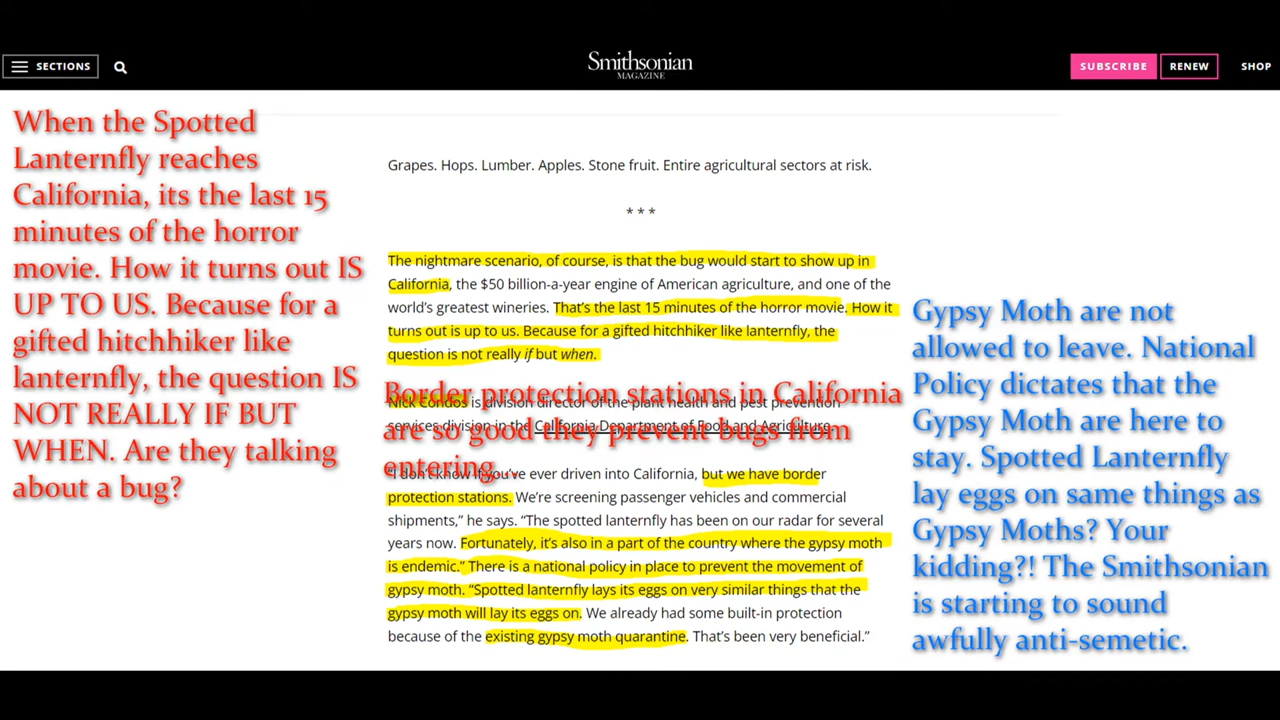 SECTIONS
Smithsonian
MAGAZINE
SUBSCRIBE
RENEW
SHOP
When the Spotted
Lanternfly reaches
California, its the last 15
minutes of the horror
movie. How it turns out IS
UP TO US. Because for a
gifted hitchhiker like
lanternfly, the question IS
NOT REALLY IF BUT
WHEN. Are they talking
about a bug?
Grapes. Hops. Lumber. Apples. Stone fruit. Entire agricultural sectors at risk.
* * *
The nightmare scenario, of course, is that the bug would start to show up in
California, the $50 billion-a-year engine of American agriculture, and one of the
world's greatest wineries. That's the last 15 minutes of the horror movie. How it
turns out is up to us. Because for a gifted hitchhiker like lanternfly, the
question is not really if but when.
Border protection stations in California
are so good they prevent bugs from
entering...
Nick Condos is division director of the plant health and pest prevention
services division in the California Department of Food and Agriculture.
"I don't know if you've ever driven into California, but we have border
protection stations. We're screening passenger vehicles and commercial
shipments," he says. "The spotted lanternfly has been on our radar for several
years now. Fortunately, it's also in a part of the country where the gypsy moth
is endemic." There is a national policy in place to prevent the movement of
gypsy moth. "Spotted lanternfly lays its eggs on very similar things that the
gypsy moth will lay its eggs on. We already had some built-in protection
because of the existing gypsy moth quarantine. That's been very beneficial."
Gypsy Moth are not
allowed to leave. National
Policy dictates that the
Gypsy Moth are here to
stay. Spotted Lanternfly
lay eggs on same things as
Gypsy Moths? Your
kidding?! The Smithsonian
is starting to sound
awfully anti-semetic.